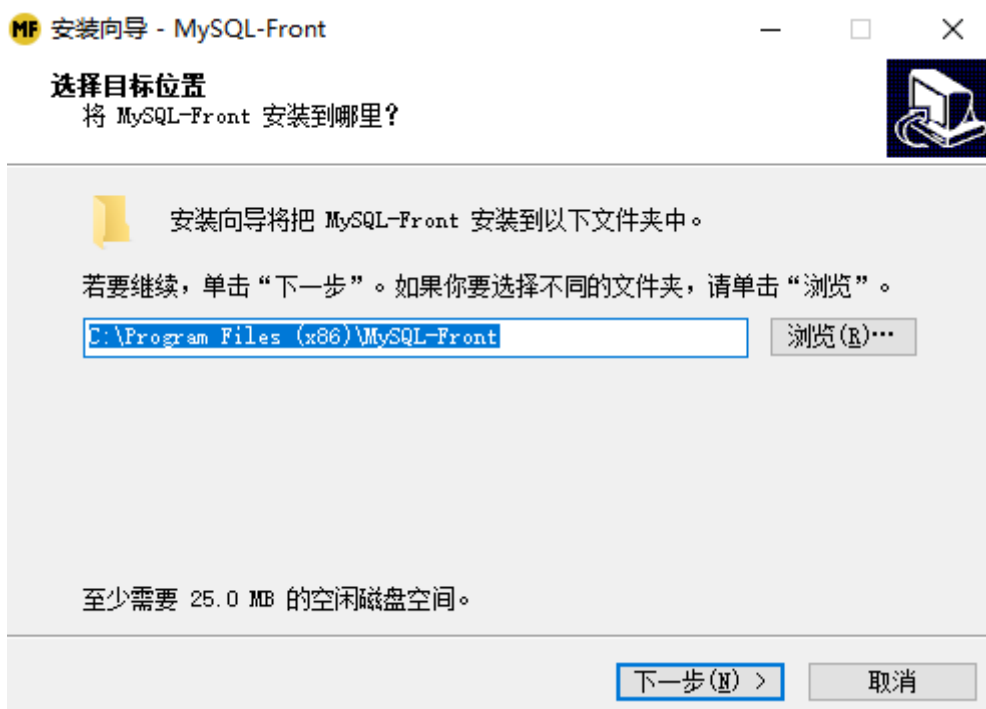 MF 安装向导 - MySQL-Front
选择目标位置
将 MySQL-Front 安装到哪里?
安装向导将把 MySQL-Front 安装到以下文件夹中。
若要继续，单击“下一步”。如果你要选择不同的文件夹，请单击“浏览”。
C:\Program Files (x86)\MySQL-Front
浏览(R)…
至少需要 25.0 MB 的空闲磁盘空间。
下一步(N) >
取消